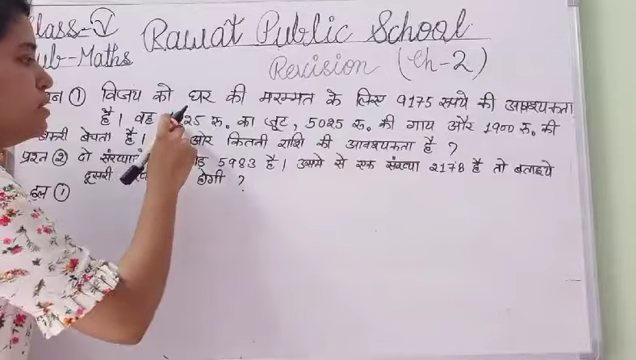 Class-V Rawat Public School
Sub-Maths Revision (Ch-2)
① विजय को घर की मरम्मत के लिए 9175 रूपये की आवश्यकता
है। वह 25 रू. का जूट, 5025 रू. की गाय और 1900 रू. की
बेचता है। और कितनी राशि की आवश्यकता है ?
प्रश्न ② दो संख्याओं 5983 है। उसमे से एक संख्या 2178 है तो बताइये
दूसरी होगी ?
हल ①